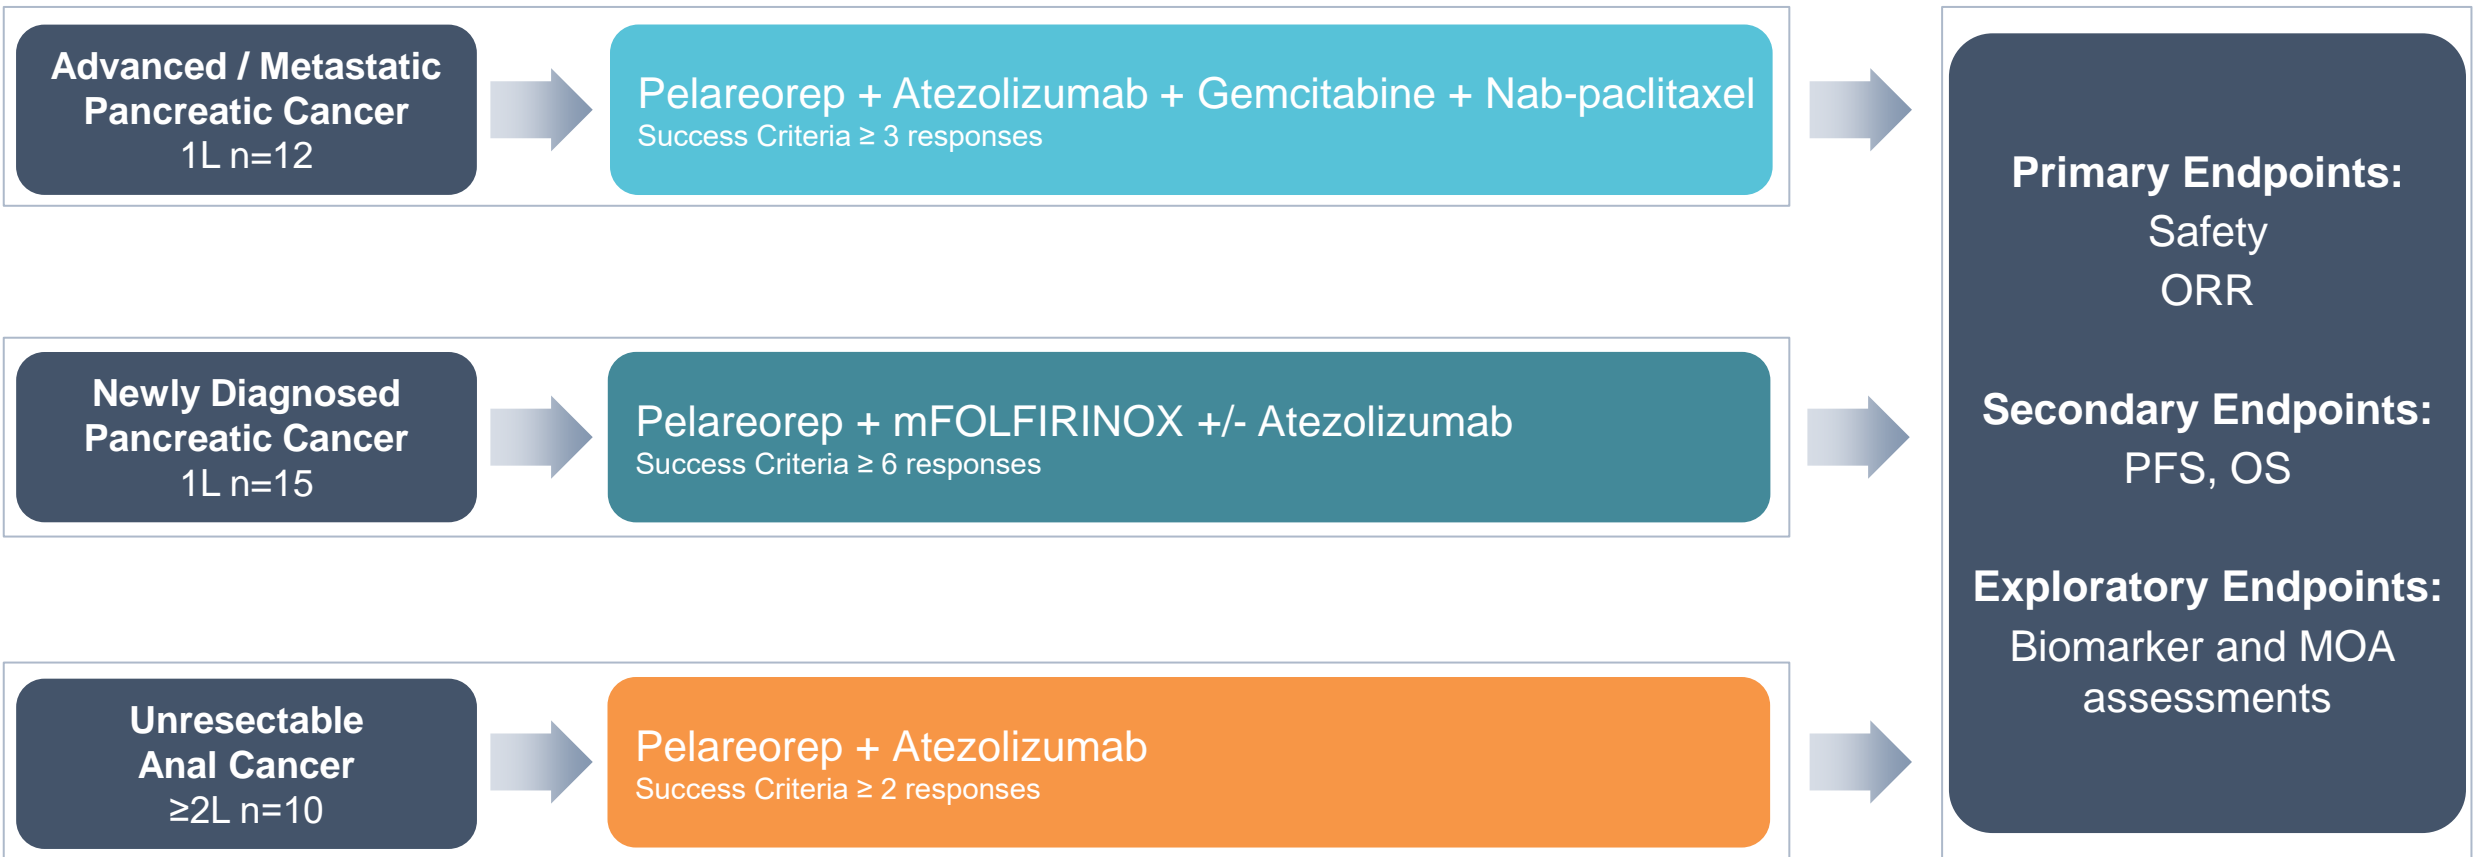 Advanced / Metastatic
Pancreatic Cancer
1L n=12
Pelareorep + Atezolizumab + Gemcitabine + Nab-paclitaxel
Success Criteria ≥ 3 responses
Newly Diagnosed
Pancreatic Cancer
1L n=15
Pelareorep + mFOLFIRINOX +/- Atezolizumab
Success Criteria ≥ 6 responses
Unresectable
Anal Cancer
≥2L n=10
Pelareorep + Atezolizumab
Success Criteria ≥ 2 responses
Primary Endpoints:
Safety
ORR
Secondary Endpoints:
PFS, OS
Exploratory Endpoints:
Biomarker and MOA
assessments